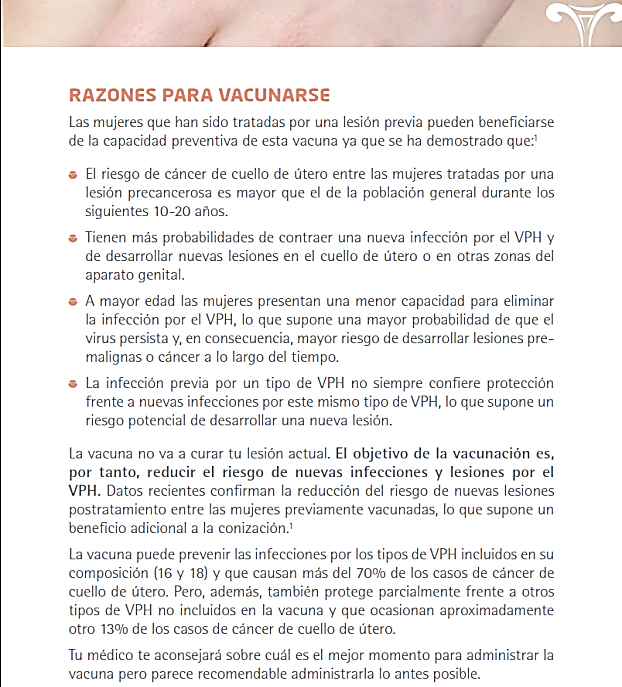 RAZONES PARA VACUNARSE
Las mujeres que han sido tratadas por una lesión previa pueden beneficiarse
de la capacidad preventiva de esta vacuna ya que se ha demostrado que:¹
El riesgo de cáncer de cuello de útero entre las mujeres tratadas por una
lesión precancerosa es mayor que el de la población general durante los
siguientes 10-20 años.
Tienen más probabilidades de contraer una nueva infección por el VPH y
de desarrollar nuevas lesiones en el cuello de útero o en otras zonas del
aparato genital.
A mayor edad las mujeres presentan una menor capacidad para eliminar
la infección por el VPH, lo que supone una mayor probabilidad de que el
virus persista y, en consecuencia, mayor riesgo de desarrollar lesiones pre-
malignas o cáncer a lo largo del tiempo.
La infección previa por un tipo de VPH no siempre confiere protección
frente a nuevas infecciones por este mismo tipo de VPH, lo que supone un
riesgo potencial de desarrollar una nueva lesión.
La vacuna no va a curar tu lesión actual. El objetivo de la vacunación es,
por tanto, reducir el riesgo de nuevas infecciones y lesiones por el
VPH. Datos recientes confirman la reducción del riesgo de nuevas lesiones
postratamiento entre las mujeres previamente vacunadas, lo que supone un
beneficio adicional a la conización.¹
La vacuna puede prevenir las infecciones por los tipos de VPH incluidos en su
composición (16 y 18) y que causan más del 70% de los casos de cáncer de
cuello de útero. Pero, además, también protege parcialmente frente a otros
tipos de VPH no incluidos en la vacuna y que ocasionan aproximadamente
otro 13% de los casos de cáncer de cuello de útero.
Tu médico te aconsejará sobre cuál es el mejor momento para administrar la
vacuna pero parece recomendable administrarla lo antes posible.